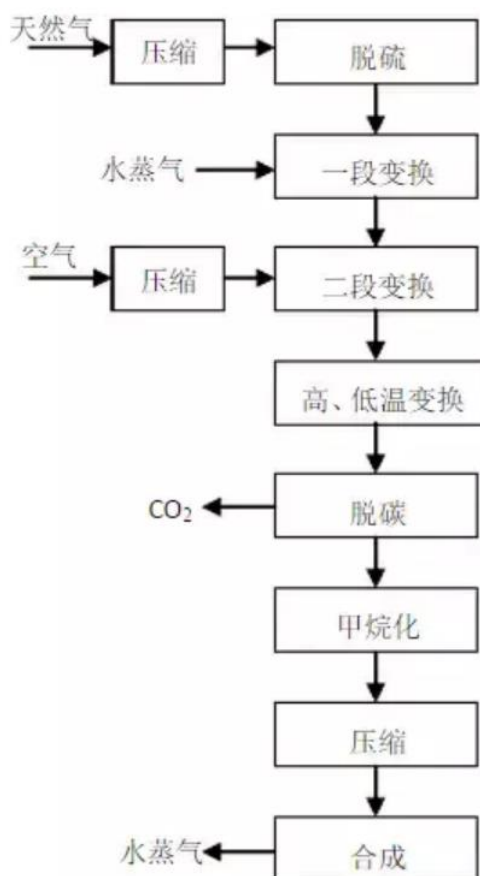 天然气
压缩
脱硫
水蒸气
一段变换
空气
压缩
二段变换
高、低温变换
CO₂
脱碳
甲烷化
压缩
水蒸气
合成